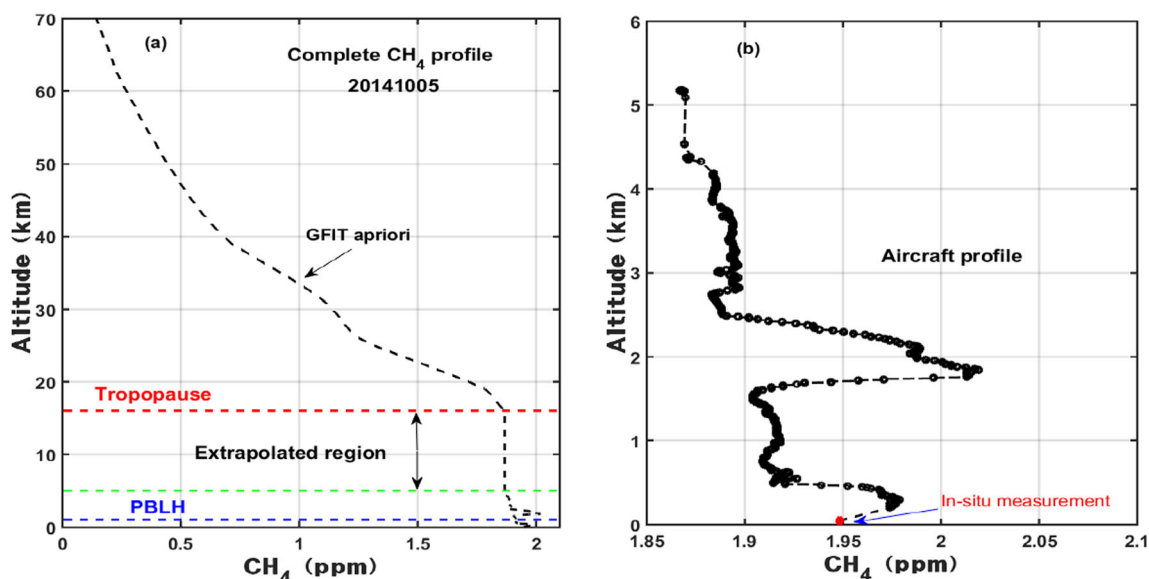 (a)
Complete CH4 profile
20141005
GFIT apriori
Tropopause
Extrapolated region
PBLH
70
60
50
40
30
20
10
0
Altitude (km)
0 0.5 1 1.5 2
CH4 (ppm)
(b)
Aircraft profile
In-situ measurement
6
5
4
3
2
1
0
Altitude (km)
1.85 1.9 1.95 2 2.05 2.1
CH4 (ppm)